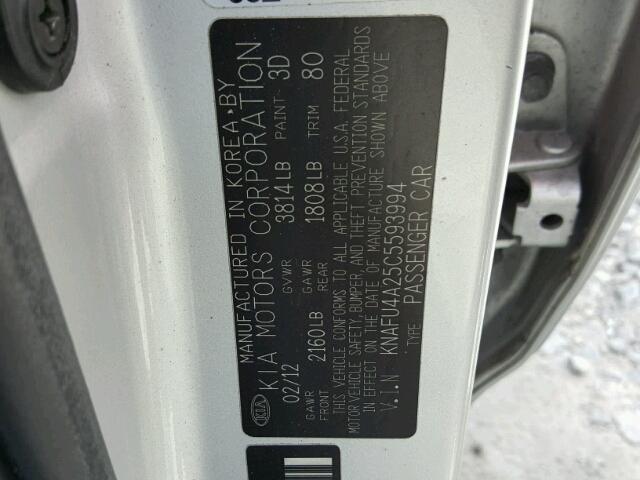 MANUFACTURED IN KOREA BY
KIA MOTORS CORPORATION
02/12 GVWR 3814LB PAINT 3D
GAWR FRONT 2160LB GAWR REAR 1808LB TRIM 80
THIS VEHICLE CONFORMS TO ALL APPLICABLE U.S.A. FEDERAL
MOTOR VEHICLE SAFETY, BUMPER, AND THEFT PREVENTION STANDARDS
IN EFFECT ON THE DATE OF MANUFACTURE SHOWN ABOVE
V.I.N KNAFU4A25C5593994
TYPE PASSENGER CAR
KIA